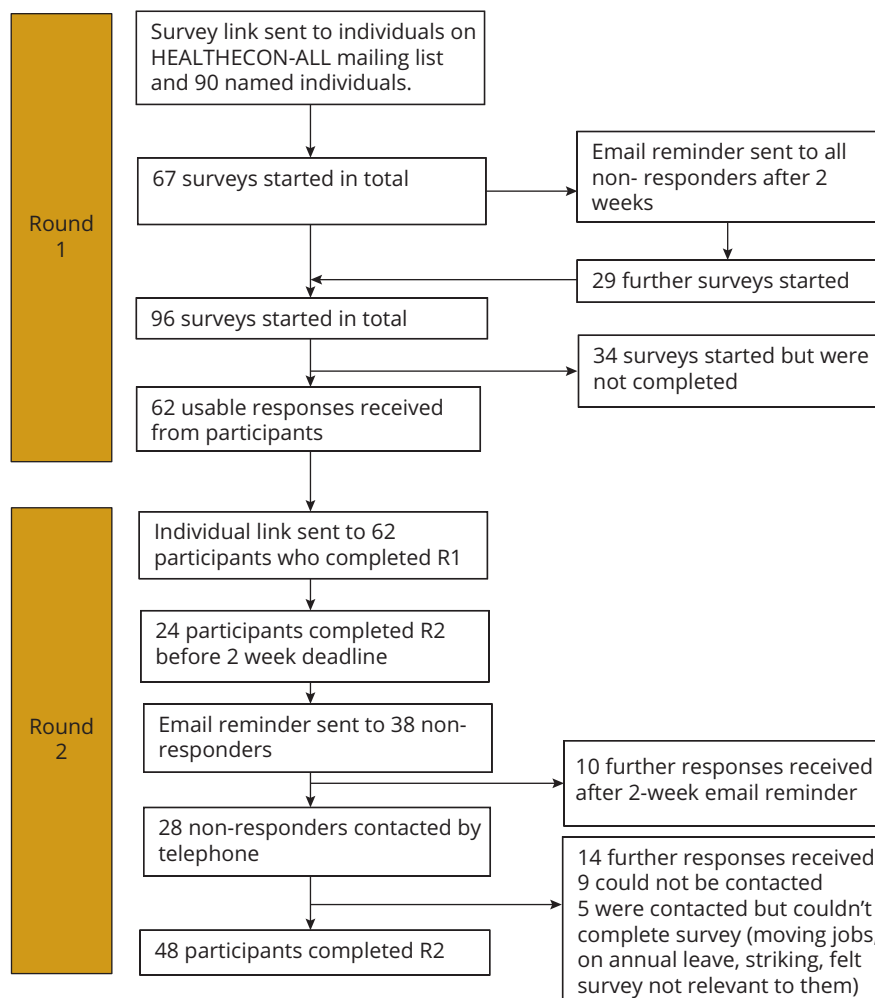 Survey link sent to individuals on
HEALTHECON-ALL mailing list
and 90 named individuals.
67 surveys started in total
Email reminder sent to all
non- responders after 2
weeks
Round
1
29 further surveys started
96 surveys started in total
34 surveys started but were
not completed
62 usable responses received
from participants
Individual link sent to 62
participants who completed R1
24 participants completed R2
before 2 week deadline
Round
2
Email reminder sent to 38 non-
responders
10 further responses received
after 2-week email reminder
28 non-responders contacted by
telephone
14 further responses received
9 could not be contacted
5 were contacted but couldn’t
complete survey (moving jobs,
on annual leave, striking, felt
survey not relevant to them)
48 participants completed R2